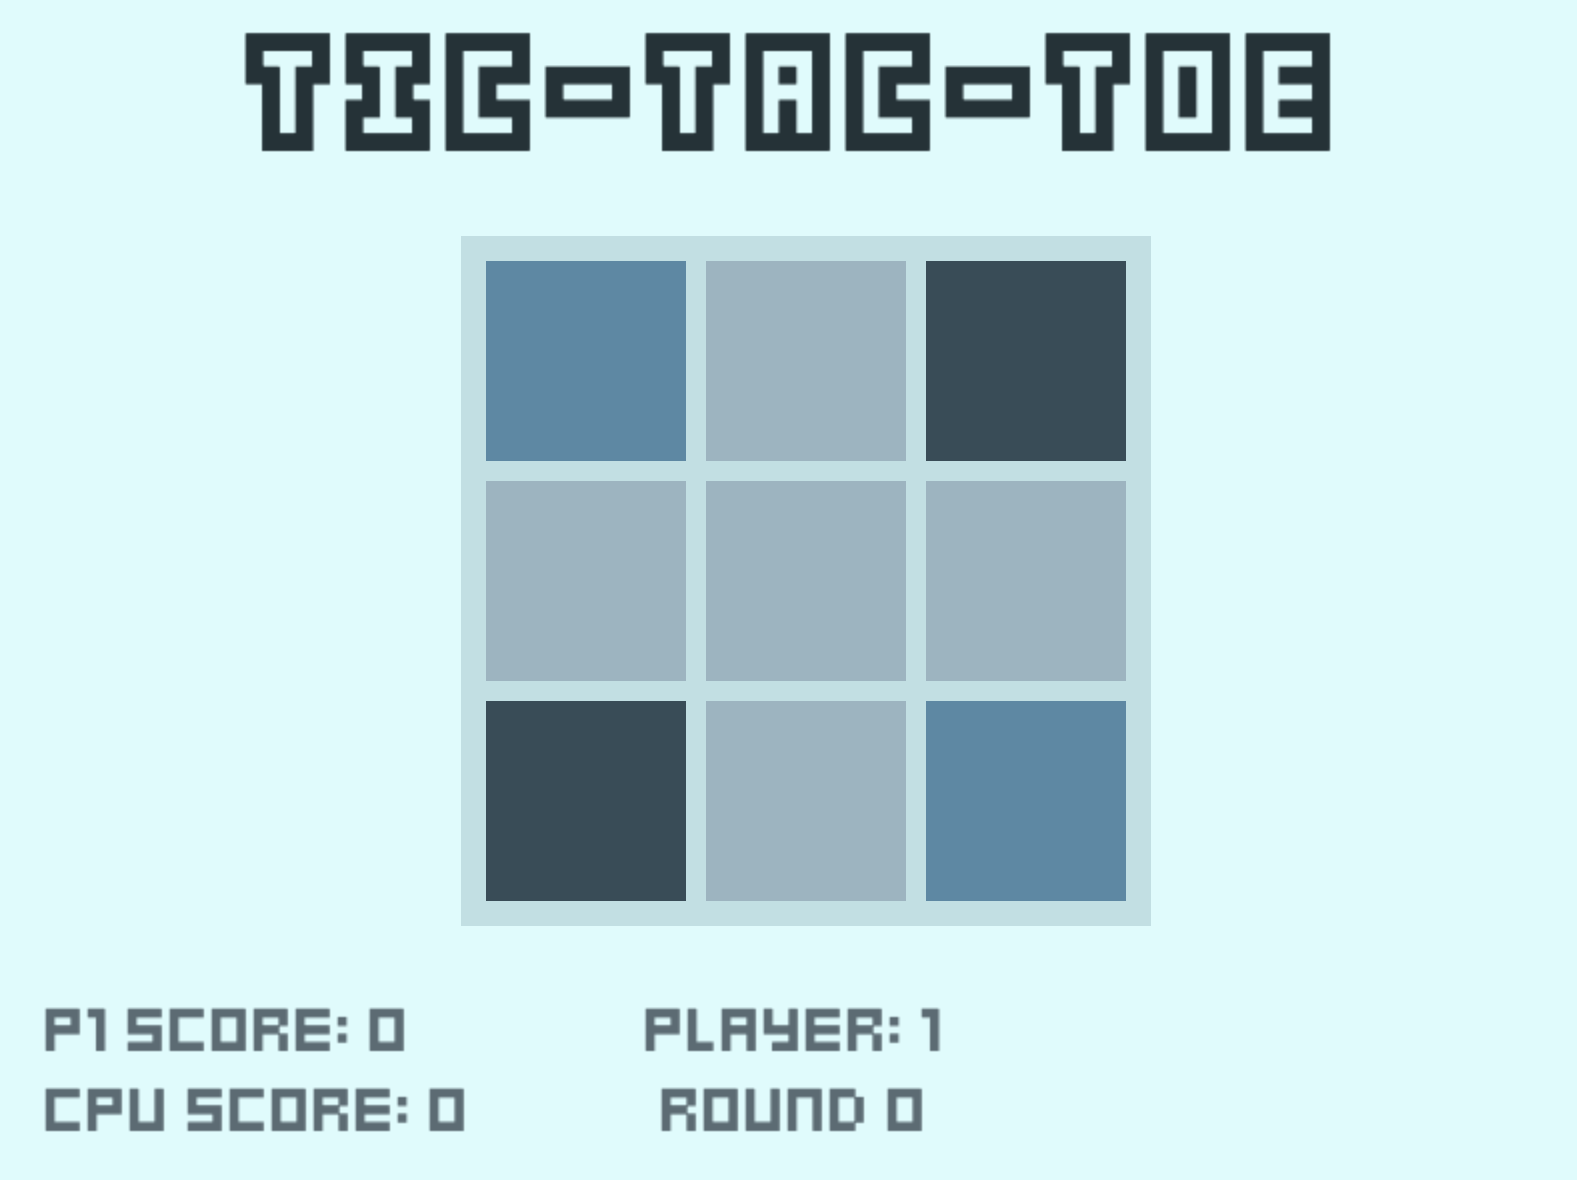 TIC-TAC-TOE
P1 SCORE: 0
PLAYER: 1
CPU SCORE: 0
ROUND 0